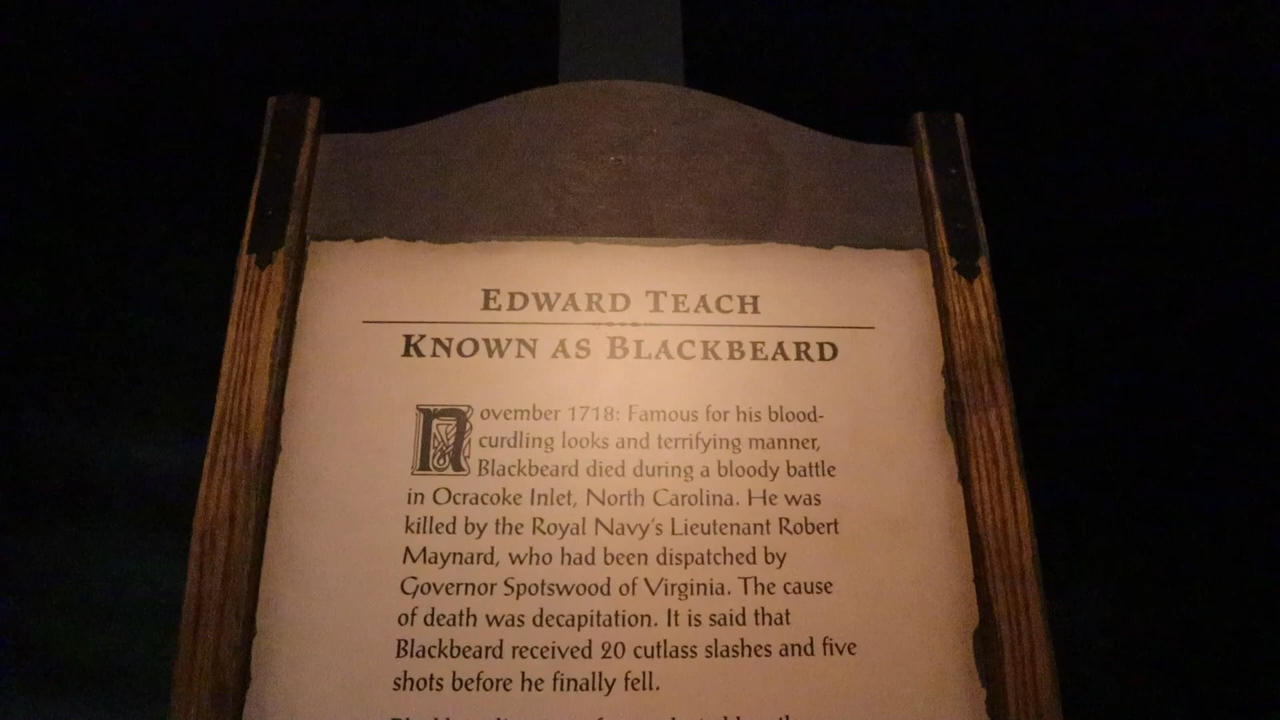 EDWARD TEACH
KNOWN AS BLACKBEARD
November 1718: Famous for his blood-
curdling looks and terrifying manner,
Blackbeard died during a bloody battle
in Ocracoke Inlet, North Carolina. He was
killed by the Royal Navy's Lieutenant Robert
Maynard, who had been dispatched by
Governor Spotswood of Virginia. The cause
of death was decapitation. It is said that
Blackbeard received 20 cutlass slashes and five
shots before he finally fell.